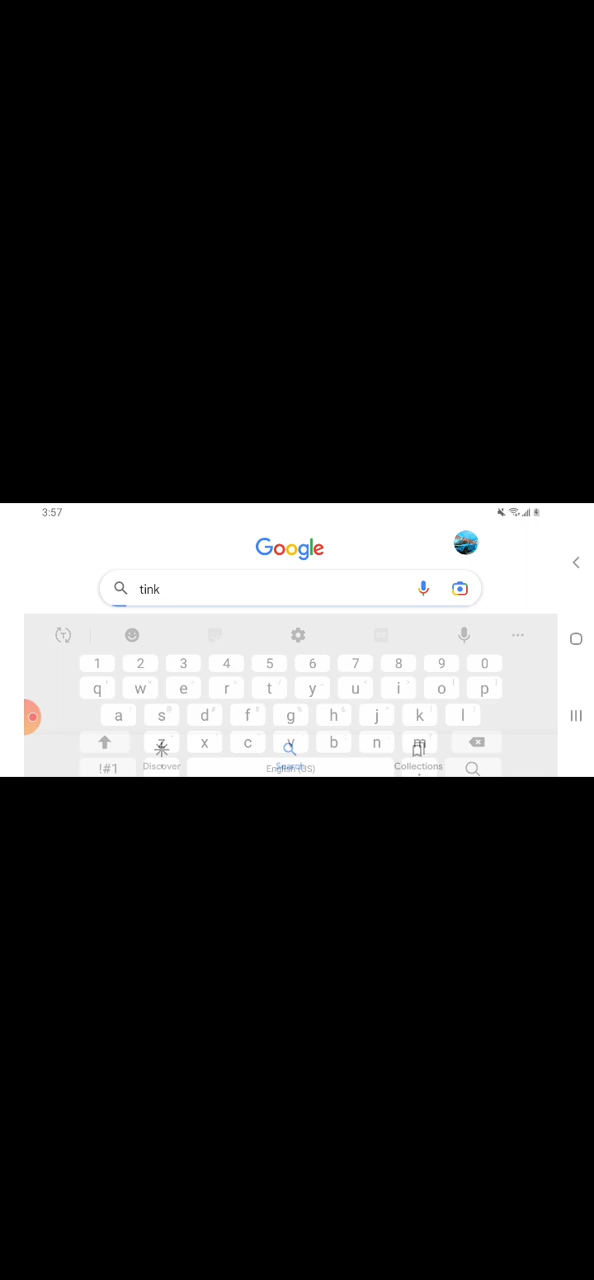 3:57
Google
tink
1 2 3 4 5 6 7 8 9 0
q w e r t y u i o p
a s d f g h j k l
z x c v b n m
!#1 English (US)
Discover Search Collections